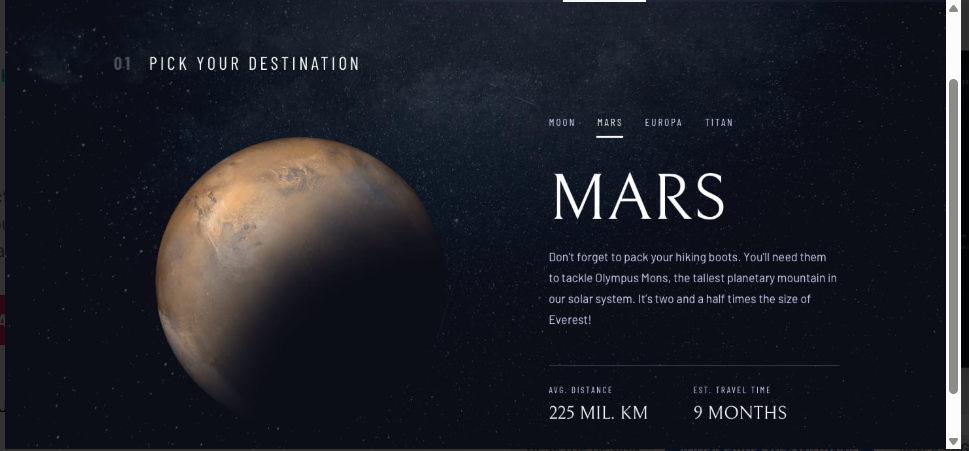 01 PICK YOUR DESTINATION
MOON MARS EUROPA TITAN
MARS
Don't forget to pack your hiking boots. You'll need them
to tackle Olympus Mons, the tallest planetary mountain in
our solar system. It's two and a half times the size of
Everest!
AVG. DISTANCE EST. TRAVEL TIME
225 MIL. KM 9 MONTHS